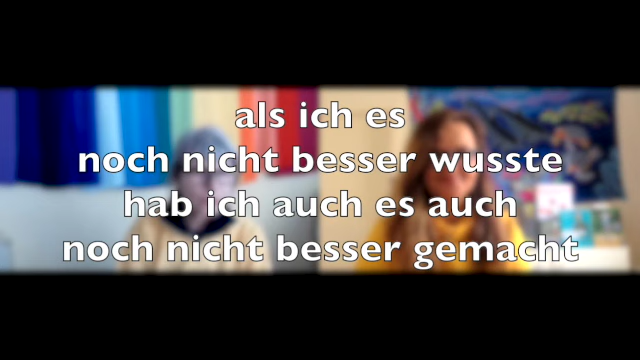 als ich es
noch nicht besser wusste
hab ich auch es auch
noch nicht besser gemacht